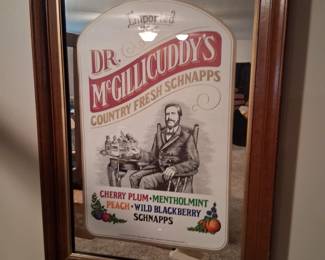 Imported
DR.
McGILLICUDDY'S
COUNTRY FRESH SCHNAPPS
CHERRY PLUM • MENTHOLMINT
PEACH • WILD BLACKBERRY
SCHNAPPS